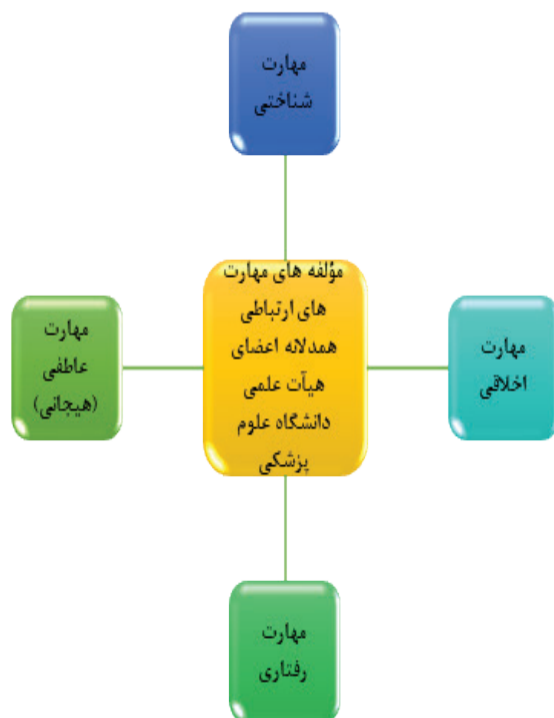 مهارت
شناختی
مؤلفه های مهارت
های ارتباطی
همدلانه اعضای
هیآت علمی
دانشگاه علوم
پزشکی
مهارت
اخلاقی
مهارت
عاطفی
(هیجانی)
مهارت
رفتاری